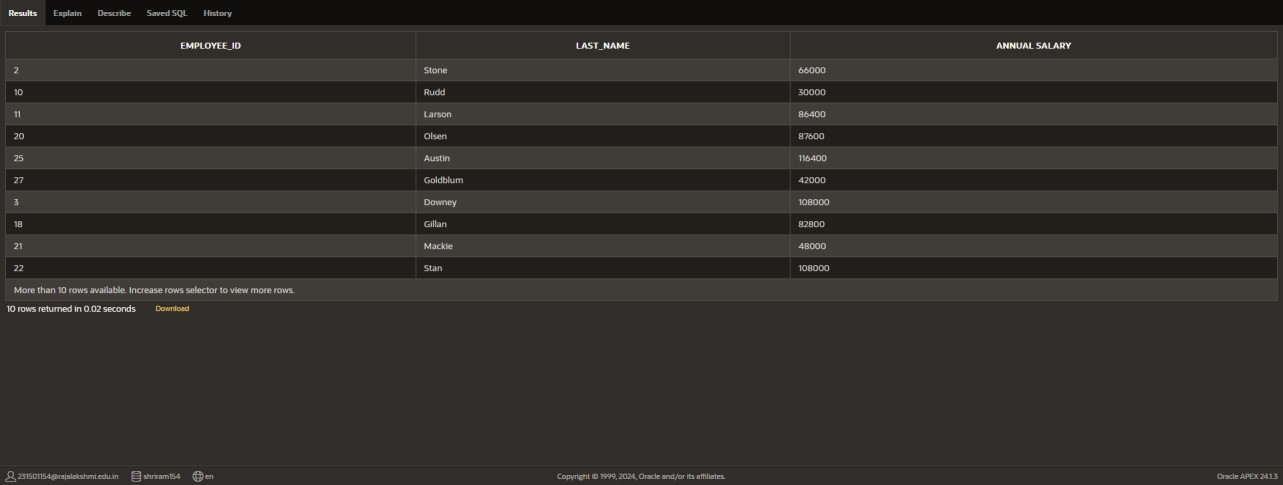 Results Explain Describe Saved SQL History
EMPLOYEE_ID LAST_NAME ANNUAL SALARY
2 Stone 66000
10 Rudd 30000
11 Larson 86400
20 Olsen 87600
25 Austin 116400
27 Goldblum 42000
3 Downey 108000
18 Gillan 82800
21 Mackie 48000
22 Stan 108000
More than 10 rows available. Increase rows selector to view more rows.
10 rows returned in 0.02 seconds Download
231501154@rajalakshmi.edu.in shriram154 en Copyright © 1999, 2024, Oracle and/or its affiliates. Oracle APEX 24.1.3